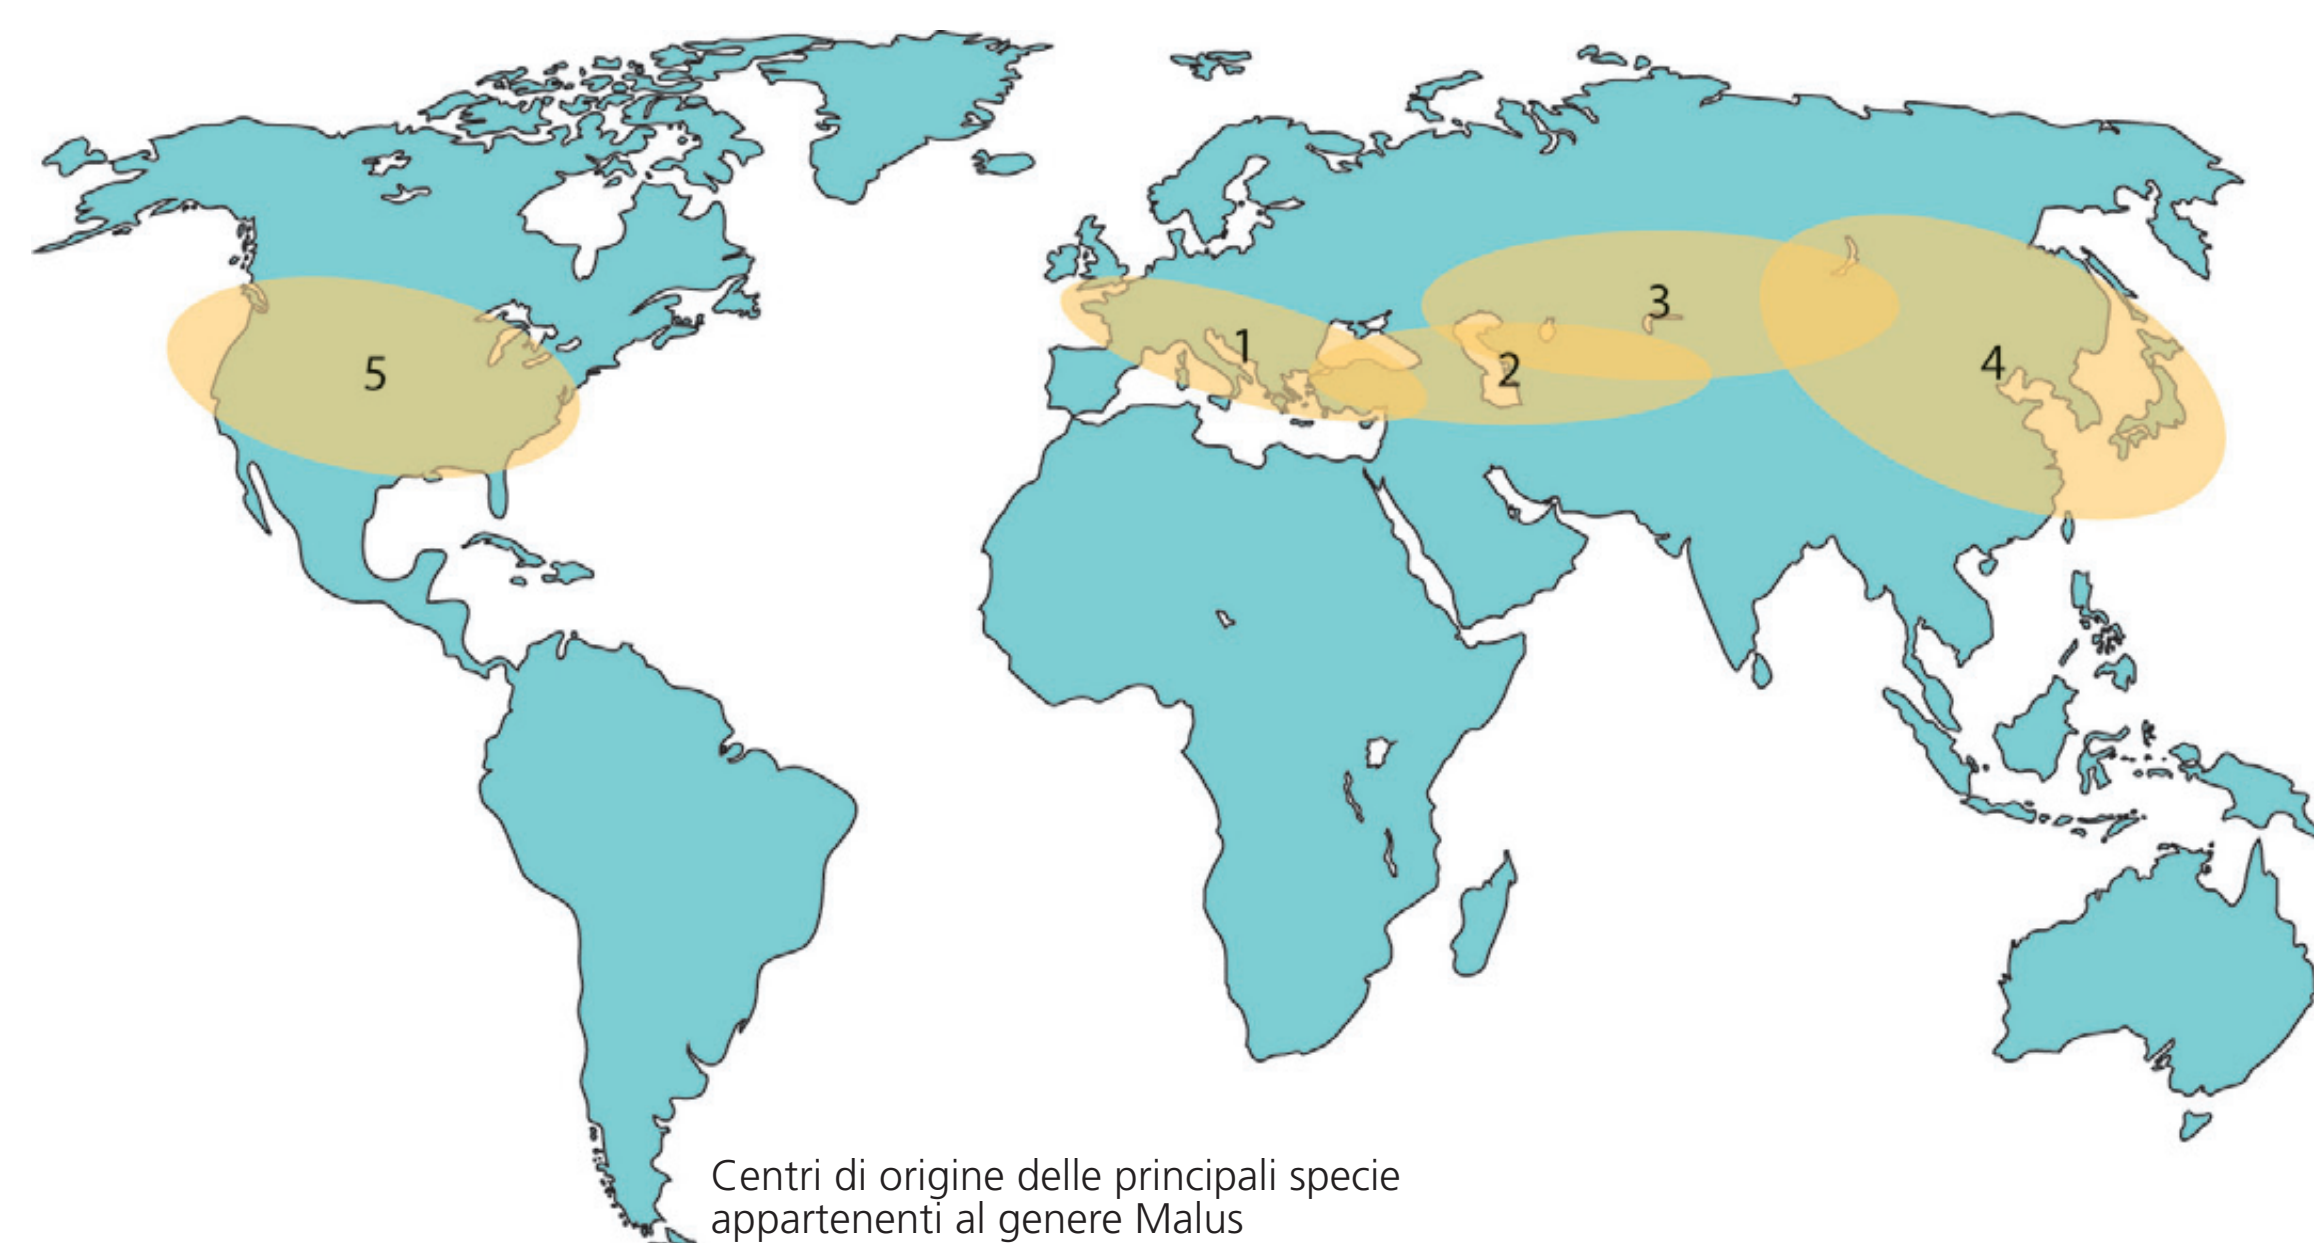 3
1
4
2
5
Centri di origine delle principali specie
appartenenti al genere Malus